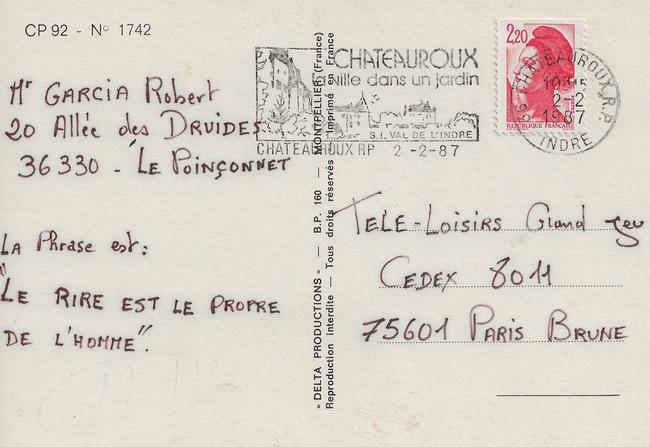 CP 92 - N° 1742
Mr GARCIA Robert
20 Allée des DRUIDES
36330 - LE POINÇONNET
LA Phrase est:
"LE RIRE EST LE PROPRE
DE L'HOMME".
« DELTA PRODUCTIONS » — B.P. 160 — MONTPELLIER (France)
Reproduction interdite — Tous droits réservés — Imprimé en France
CHATEAUROUX
ville dans un jardin
S.I. VAL DE L'INDRE
CHATEAUROUX RP 2 -2-87
2,20
REPUBLIQUE FRANÇAISE
36 CHATEAUROUX R.P.
2-2
1987
INDRE
TELE-LOISIRS Grand jeu
CEDEX 8011
75601 PARIS BRUNE